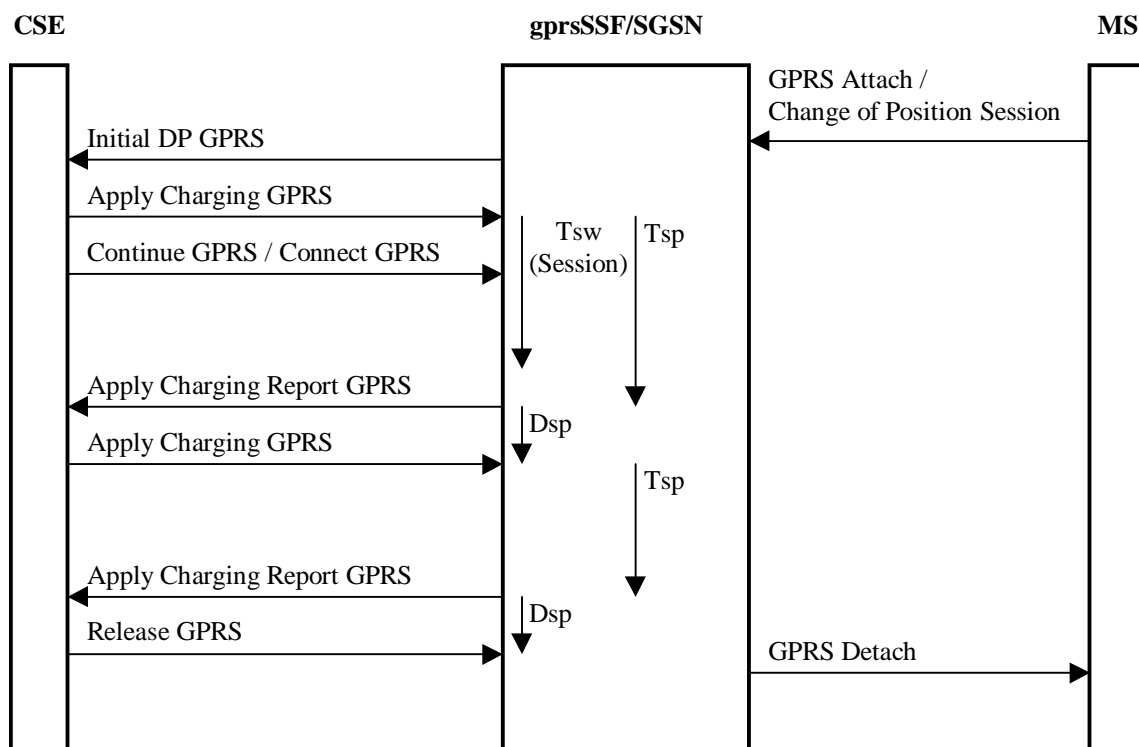 CSE gprsSSF/SGSN MS
GPRS Attach /
Change of Position Session
Initial DP GPRS
Apply Charging GPRS
Tsw
(Session)
Tsp
Continue GPRS / Connect GPRS
Apply Charging Report GPRS
Dsp
Apply Charging GPRS
Tsp
Apply Charging Report GPRS
Dsp
Release GPRS
GPRS Detach